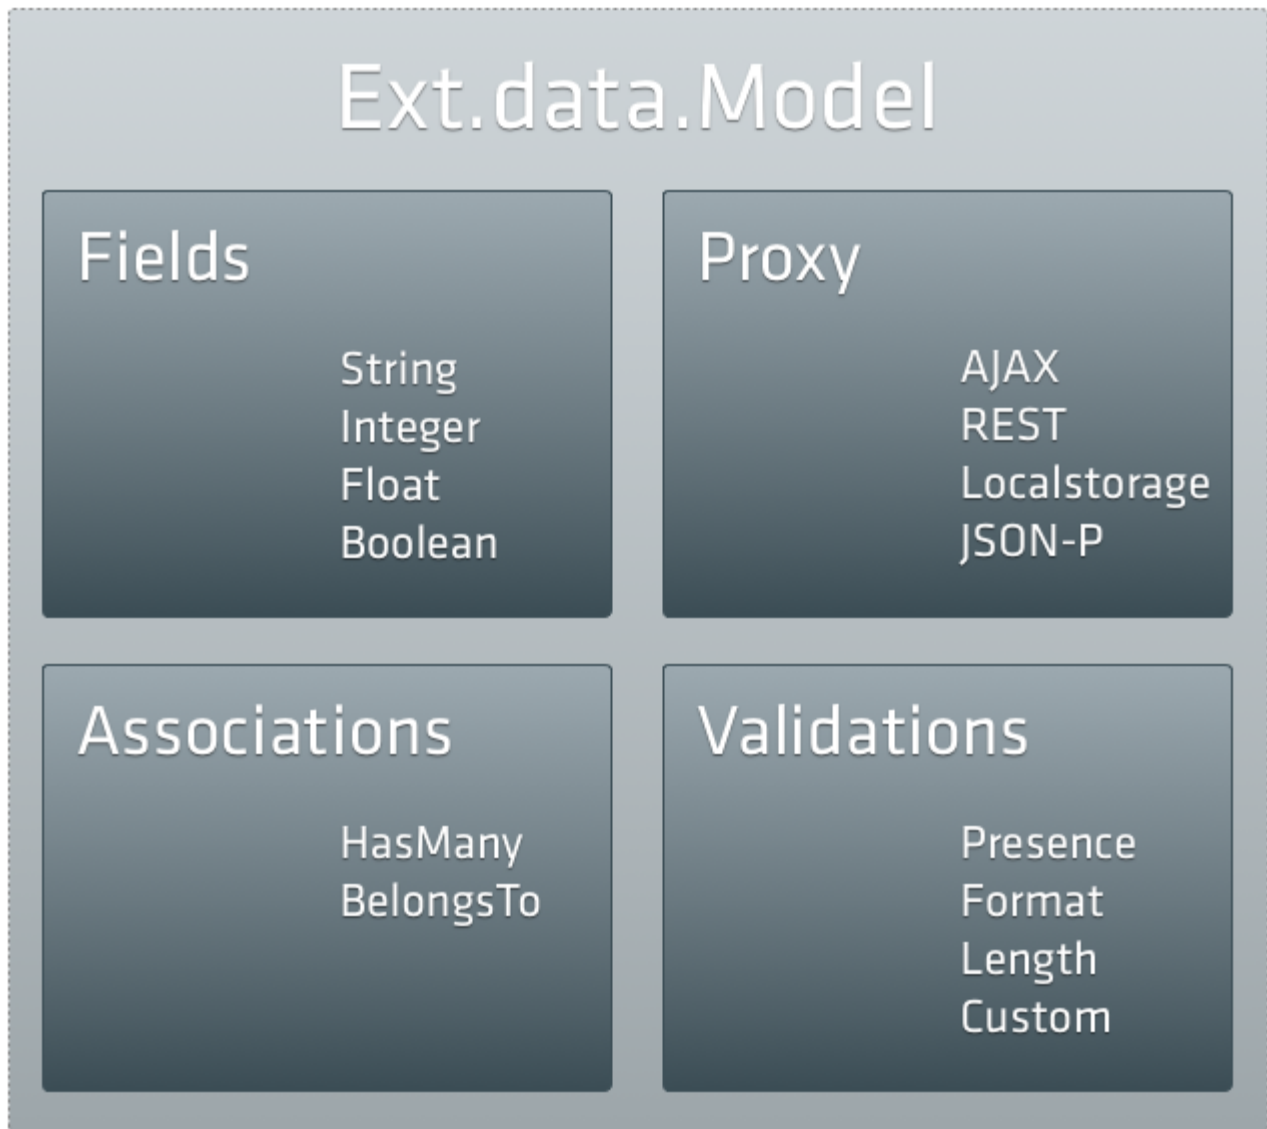 Ext.data.Model
Fields
String
Integer
Float
Boolean
Proxy
AJAX
REST
Localstorage
JSON-P
Associations
HasMany
BelongsTo
Validations
Presence
Format
Length
Custom